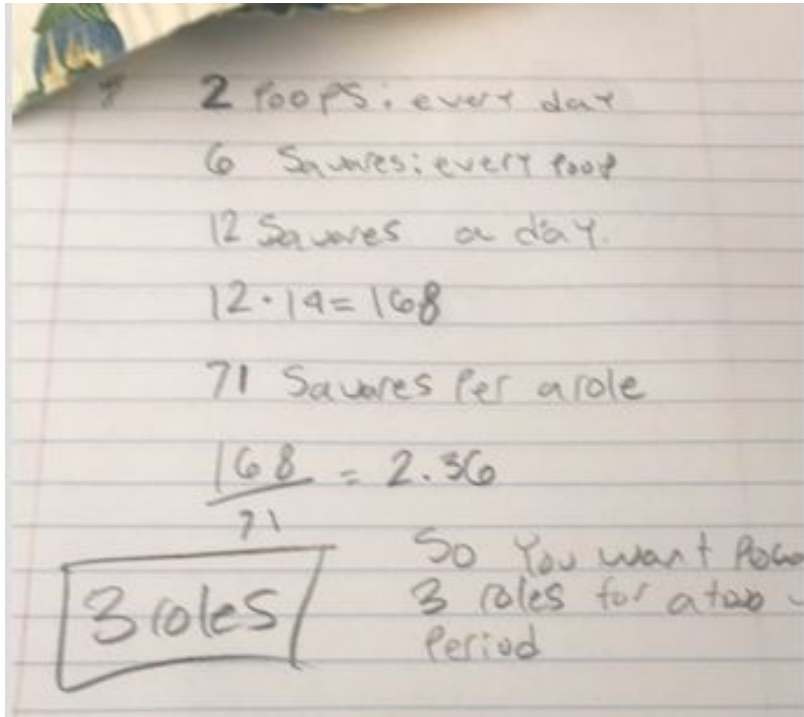 2 Poops: every day
6 Squares: every Poop
12 Squares a day.
12 · 14 = 168
71 Squares Per a role
168
/71 = 2.36
So You want
3 roles 3 roles for a two
Period